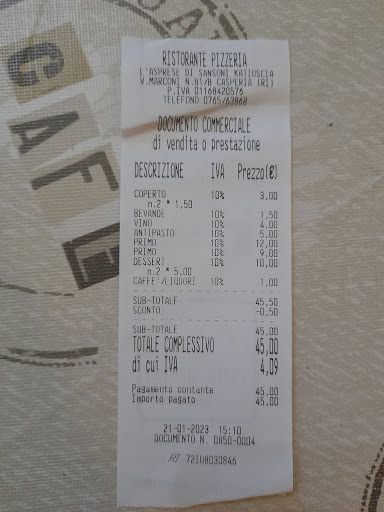 CAFE
RISTORANTE PIZZERIA
L'ASPRESE DI SANSONI KATIUSCIA
V.MARCONI N.81/B CASPERIA (RI)
P.IVA 01168420576
TELEFONO 0765/63868
DOCUMENTO COMMERCIALE
di vendita o prestazione
DESCRIZIONE IVA Prezzo(€)
COPERTO 10% 3,00
n.2 * 1,50
BEVANDE 10% 1,50
VINO 10% 4,00
ANTIPASTO 10% 5,00
PRIMO 10% 12,00
PRIMO 10% 9,00
DESSERT 10% 10,00
n.2 * 5,00
CAFFE'/LIQUORI 10% 1,00
SUB-TOTALE 45,50
SCONTO -0,50
SUB-TOTALE 45,00
TOTALE COMPLESSIVO 45,00
di cui IVA 4,09
Pagamento contante 45,00
Importo pagato 45,00
21-01-2023 15:10
DOCUMENTO N. 0850-0004
RT 72IU8030846